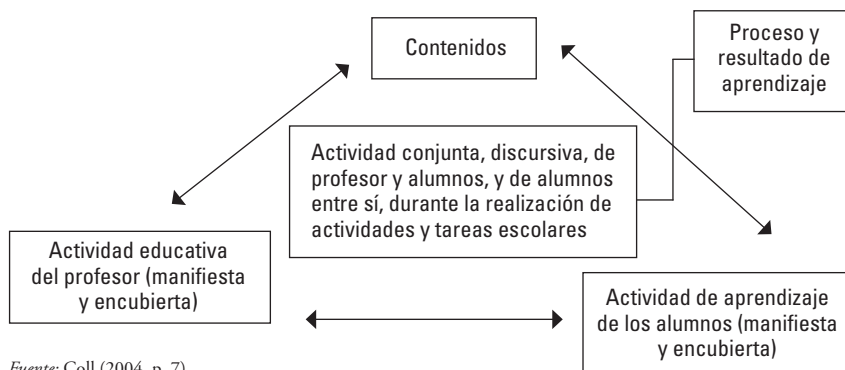 Contenidos
Proceso y
resultado de
aprendizaje
Actividad conjunta, discursiva, de
profesor y alumnos, y de alumnos
entre sí, durante la realización de
actividades y tareas escolares
Actividad educativa
del profesor (manifiesta
y encubierta)
Actividad de aprendizaje
de los alumnos (manifiesta
y encubierta)
Fuente: Coll (2004, p. 7)